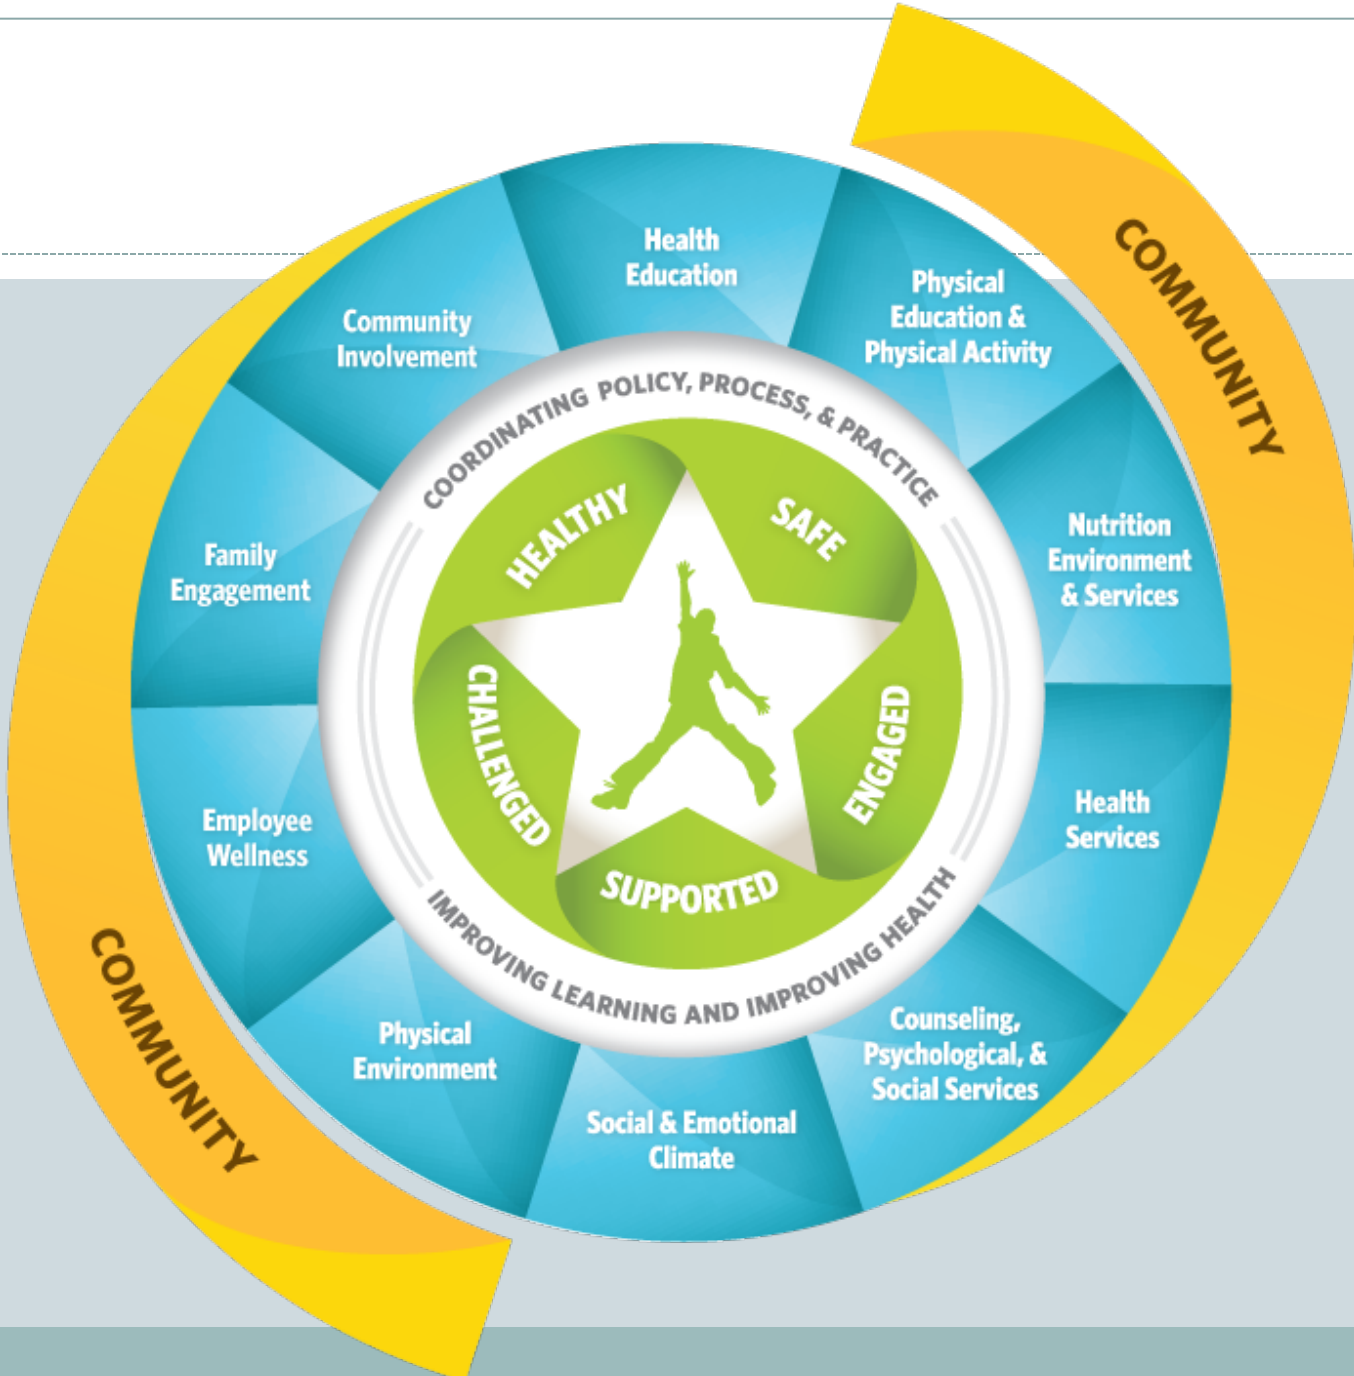 COMMUNITY
Health
Education
Physical
Education &
Physical Activity
Nutrition
Environment
& Services
Health
Services
Counseling,
Psychological, &
Social Services
Social & Emotional
Climate
Physical
Environment
Employee
Wellness
Family
Engagement
Community
Involvement
COORDINATING POLICY, PROCESS, & PRACTICE
IMPROVING LEARNING AND IMPROVING HEALTH
HEALTHY
SAFE
ENGAGED
SUPPORTED
CHALLENGED
COMMUNITY